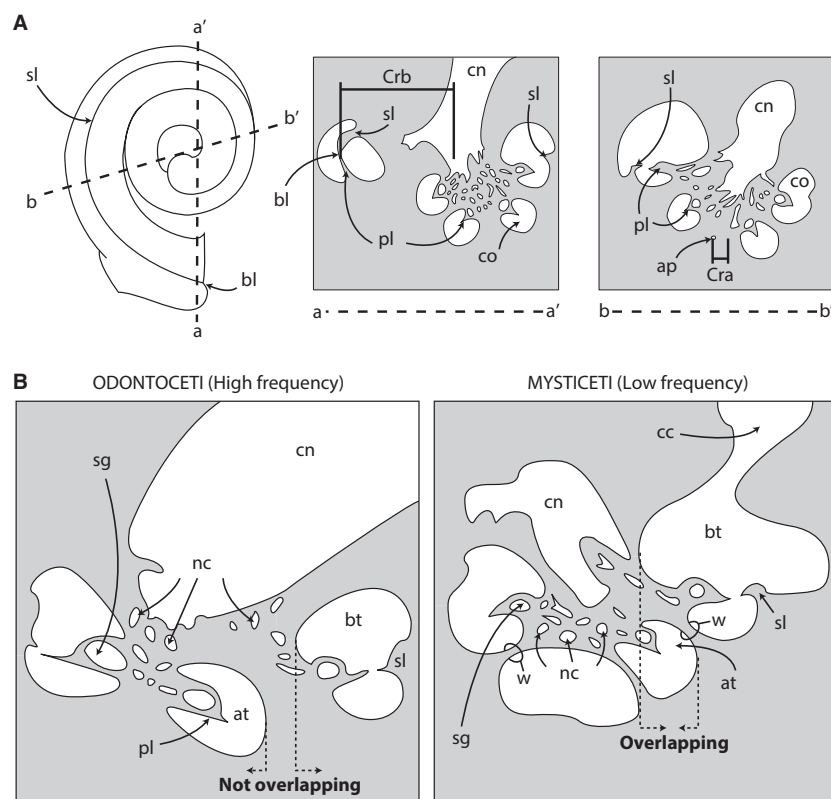 A
a'
sl
b'
b
bl
a
Crb
cn
sl
sl
bl
pl
co
a
a'
sl
cn
co
pl
ap
Cra
b
b'
B
ODONTOCETI (High frequency)
MYSTICETI (Low frequency)
cn
sg
nc
bt
sl
at
pl
Not overlapping
cc
cn
bt
sl
w
w
nc
at
sg
Overlapping